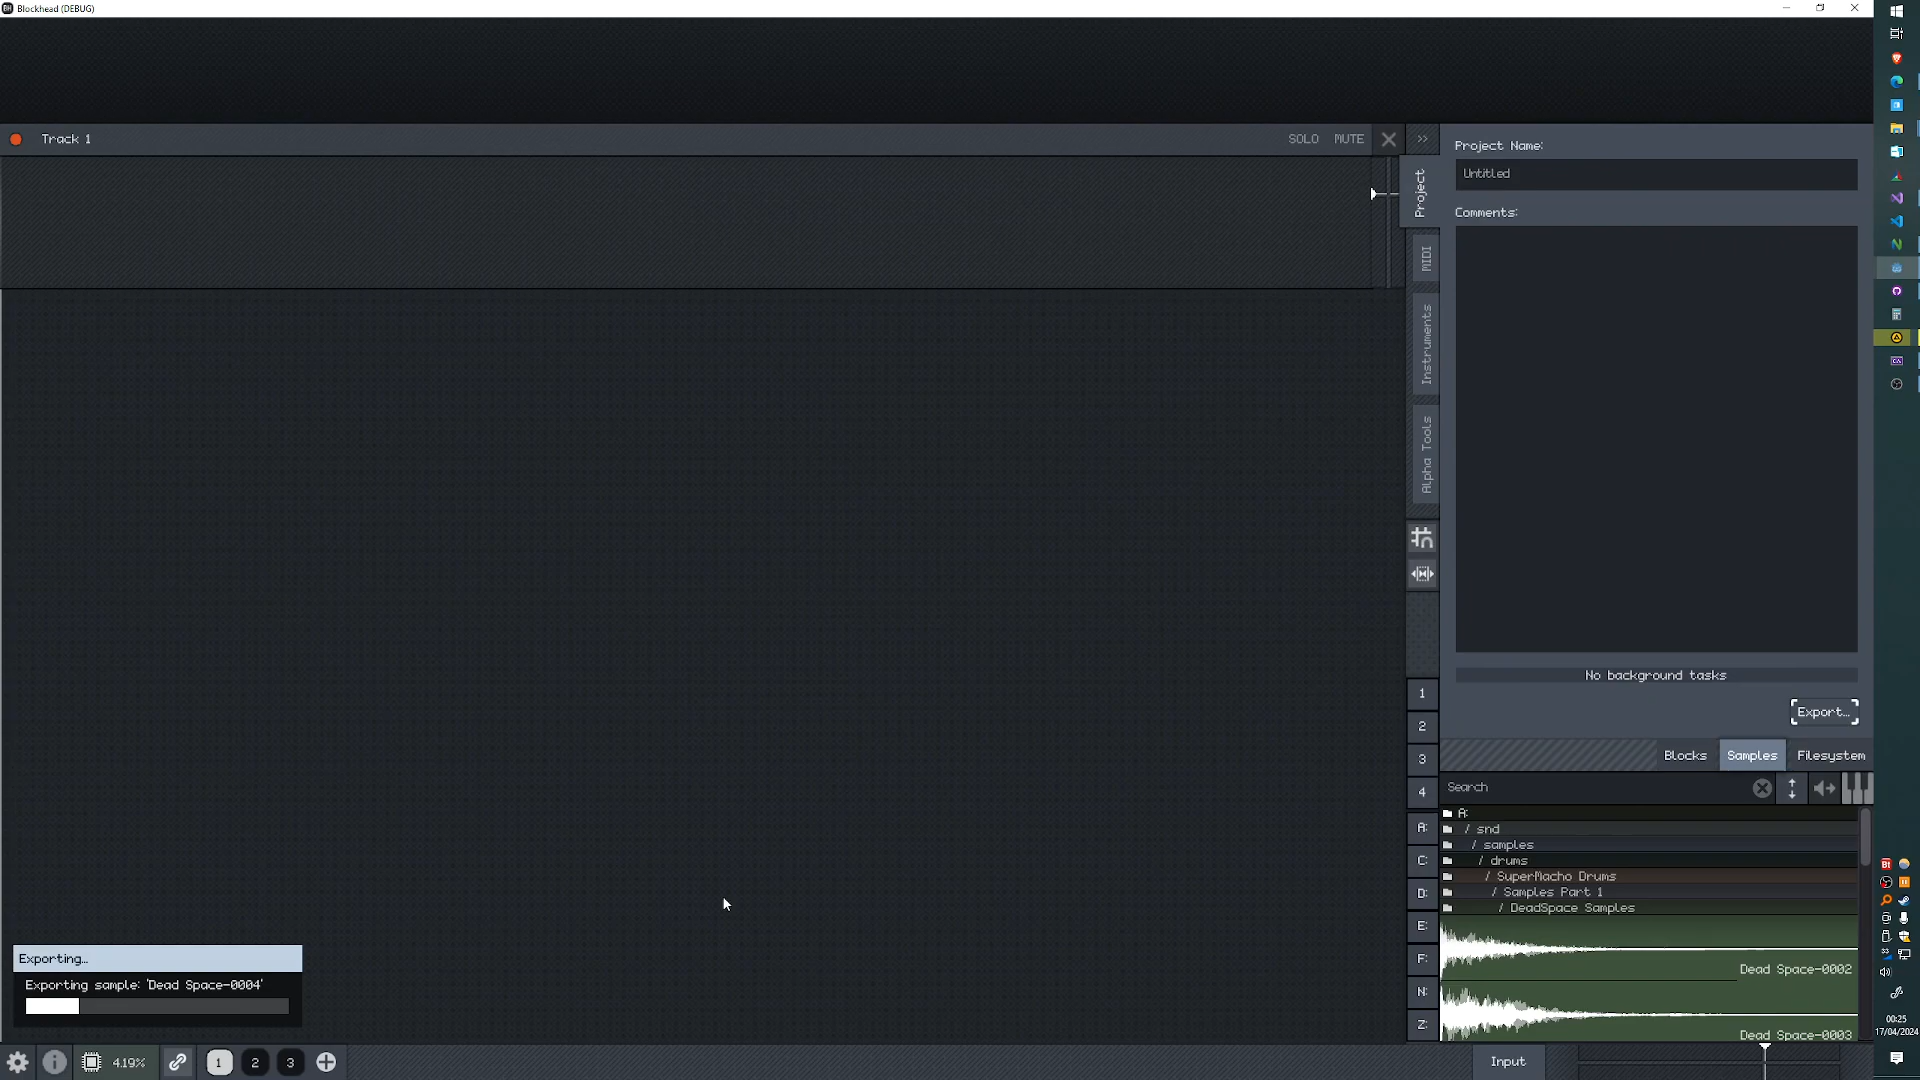 Blockhead (DEBUG)
Track 1
SOLO
MUTE
>>
Project Name:
Untitled
Comments:
Project
MIDI
Instruments
Alpha Tools
No background tasks
Export...
Blocks
Samples
Filesystem
Search
1
2
3
4
A:
C:
D:
E:
F:
N:
Z:
A:
/ snd
/ samples
/ drums
/ SuperMacho Drums
/ Samples Part 1
/ DeadSpace Samples
Dead Space-0002
Dead Space-0003
Exporting...
Exporting sample: 'Dead Space-0004'
4.19%
1
2
3
Input
00:25
17/04/2024